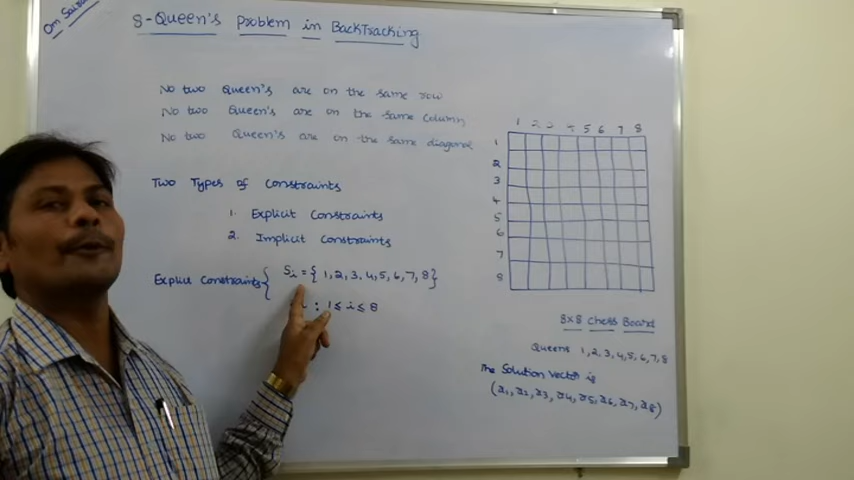 Om Sairam
8-Queen's Problem in BackTracking
No two Queen's are on the same row
No two Queen's are on the same column
No two Queen's are on the same diagonal
Two Types of Constraints
1. Explicit Constraints
2. Implicit Constraints
Explicit Constraints { Si = { 1, 2, 3, 4, 5, 6, 7, 8 }
: 1 ≤ i ≤ 8
1 2 3 4 5 6 7 8
1
2
3
4
5
6
7
8
8x8 Chess Board
Queens 1, 2, 3, 4, 5, 6, 7, 8
The Solution Vector is
(x1, x2, x3, x4, x5, x6, x7, x8)